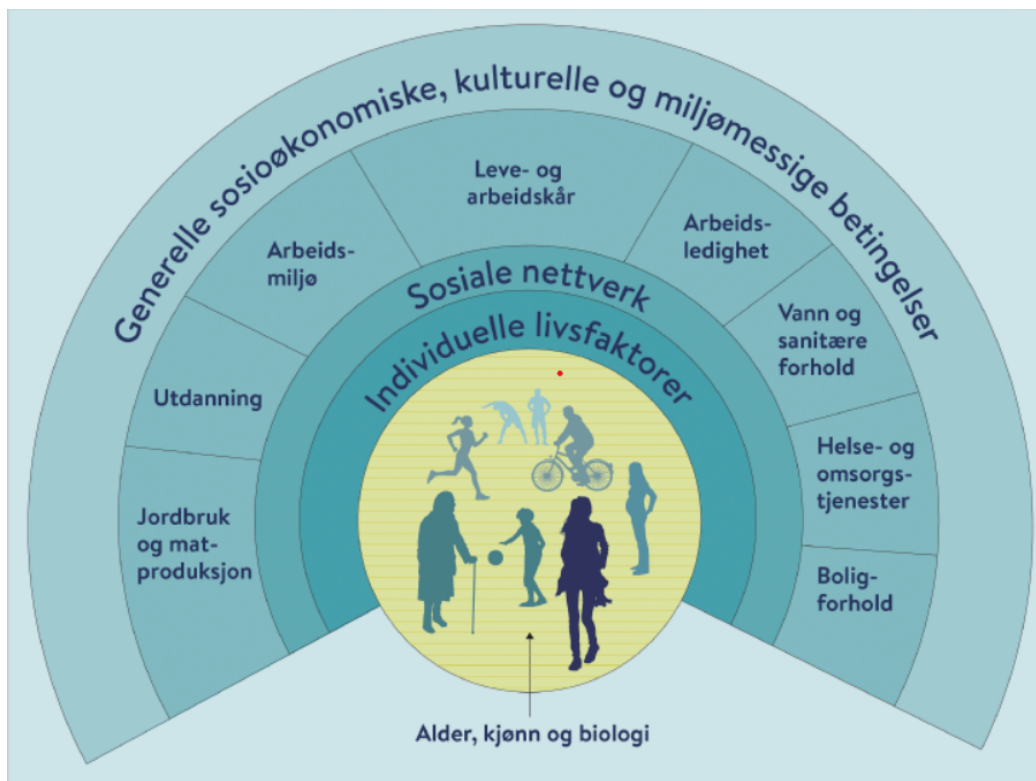 Generelle sosioøkonomiske, kulturelle og miljømessige betingelser
Leve- og
arbeidskår
Arbeids-
miljø
Arbeids-
ledighet
Utdanning
Vann og
sanitære
forhold
Jordbruk
og mat-
produksjon
Helse- og
omsorgs-
tjenester
Bolig-
forhold
Sosiale nettverk
Individuelle livsfaktorer
Alder, kjønn og biologi